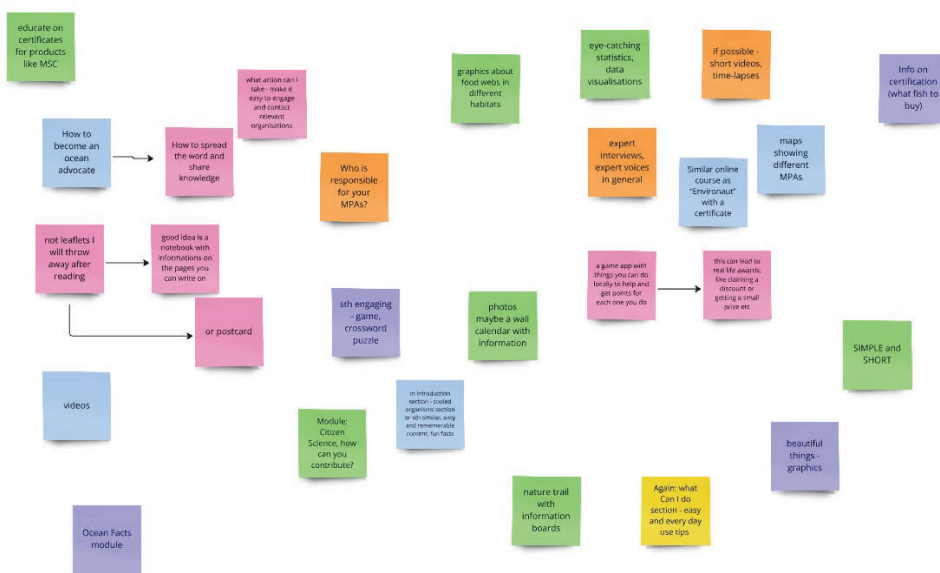 educate on
certificates
for products
like MSC
what action can I
take - make it
easy to engage
and contact
relevant
organisations
How to
become an
ocean
advocate
How to spread
the word and
share
knowledge
graphics about
food webs in
different
habitats
eye-catching
statistics,
data
visualisations
if possible -
short videos,
time-lapses
Info on
certification
(what fish to
buy)
Who is
responsible
for your
MPAs?
expert
interviews,
expert voices
in general
Similar online
course as
"Environaut"
with a
certificate
maps
showing
different
MPAs
not leaflets I
will throw
away after
reading
good idea is a
notebook with
informations on
the pages you
can write on
or postcard
sth engaging
- game,
crossword
puzzle
photos
maybe a wall
calendar with
information
a game app with
things you can do
locally to help and
get points for
each one you do
this can lead to
real life awards,
like claiming a
discount or
getting a small
prize etc
SIMPLE and
SHORT
videos
Module:
Citizen
Science, how
can you
contribute?
in introduction
section - coolest
organisms section
or sth similar, easy
and rememerable
content, fun facts
beautiful
things -
graphics
nature trail
with
information
boards
Again: what
Can I do
section - easy
and every day
use tips
Ocean Facts
module